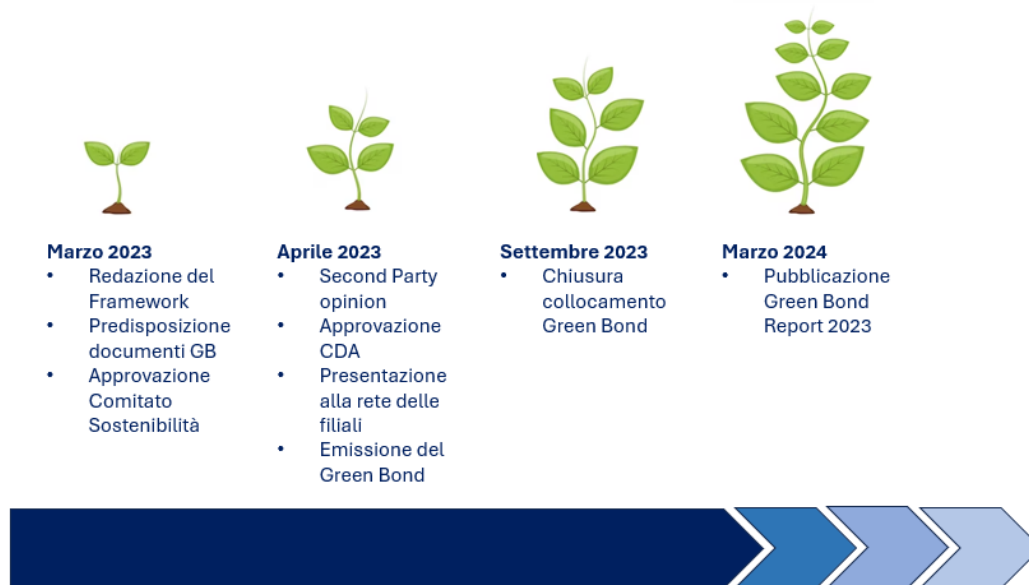 Marzo 2023
• Redazione del
Framework
• Predisposizione
documenti GB
• Approvazione
Comitato
Sostenibilità
Aprile 2023
• Second Party
opinion
• Approvazione
CDA
• Presentazione
alla rete delle
filiali
• Emissione del
Green Bond
Settembre 2023
• Chiusura
collocamento
Green Bond
Marzo 2024
• Pubblicazione
Green Bond
Report 2023